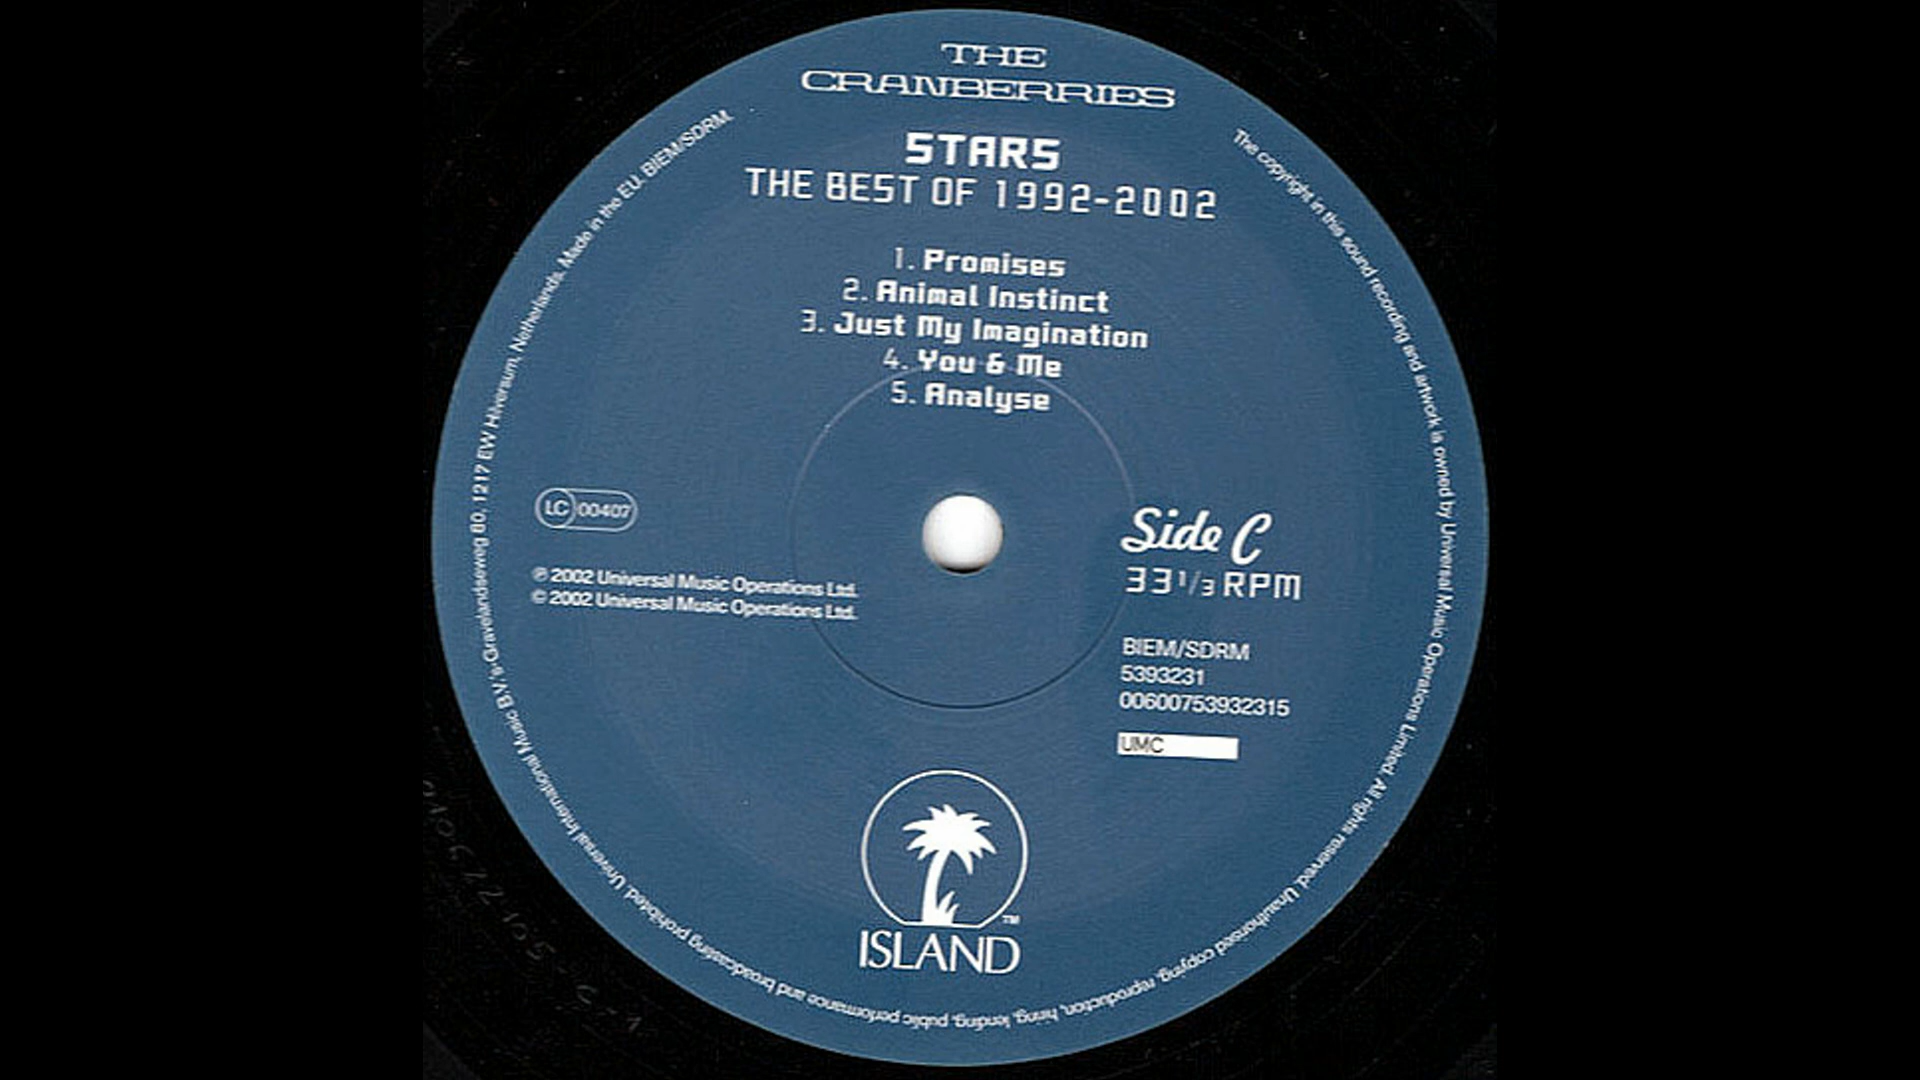 THE
CRANBERRIES
STARS
THE BEST OF 1992-2002
1. Promises
2. Animal Instinct
3. Just My Imagination
4. You & Me
5. Analyse
LC 00407
℗ 2002 Universal Music Operations Ltd.
© 2002 Universal Music Operations Ltd.
Side C
33 1/3 RPM
BIEM/SDRM
5393231
00600753932315
UMC
TM
ISLAND
The copyright in this sound recording and artwork is owned by Universal Music Operations Limited. All rights reserved. Unauthorised copying, reproduction, hiring, lending, public performance and broadcasting prohibited. Universal International Music B.V. 's-Gravelandseweg 80, 1217 EW Hilversum, Netherlands. Made in the EU. BIEM/SDRM.